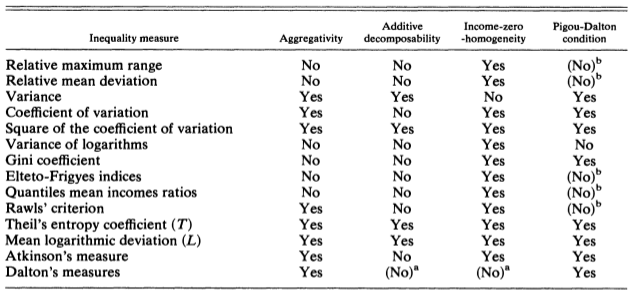 Inequality measure Aggregativity Additive decomposability Income-zero -homogeneity Pigou-Dalton condition
Relative maximum range No No Yes (No)b
Relative mean deviation No No Yes (No)b
Variance Yes Yes No Yes
Coefficient of variation Yes No Yes Yes
Square of the coefficient of variation Yes Yes Yes Yes
Variance of logarithms No No Yes No
Gini coefficient No No Yes Yes
Elteto-Frigyes indices No No Yes (No)b
Quantiles mean incomes ratios No No Yes (No)b
Rawls' criterion Yes No Yes (No)b
Theil's entropy coefficient (T) Yes Yes Yes Yes
Mean logarithmic deviation (L) Yes Yes Yes Yes
Atkinson's measure Yes No Yes Yes
Dalton's measures Yes (No)a (No)a Yes